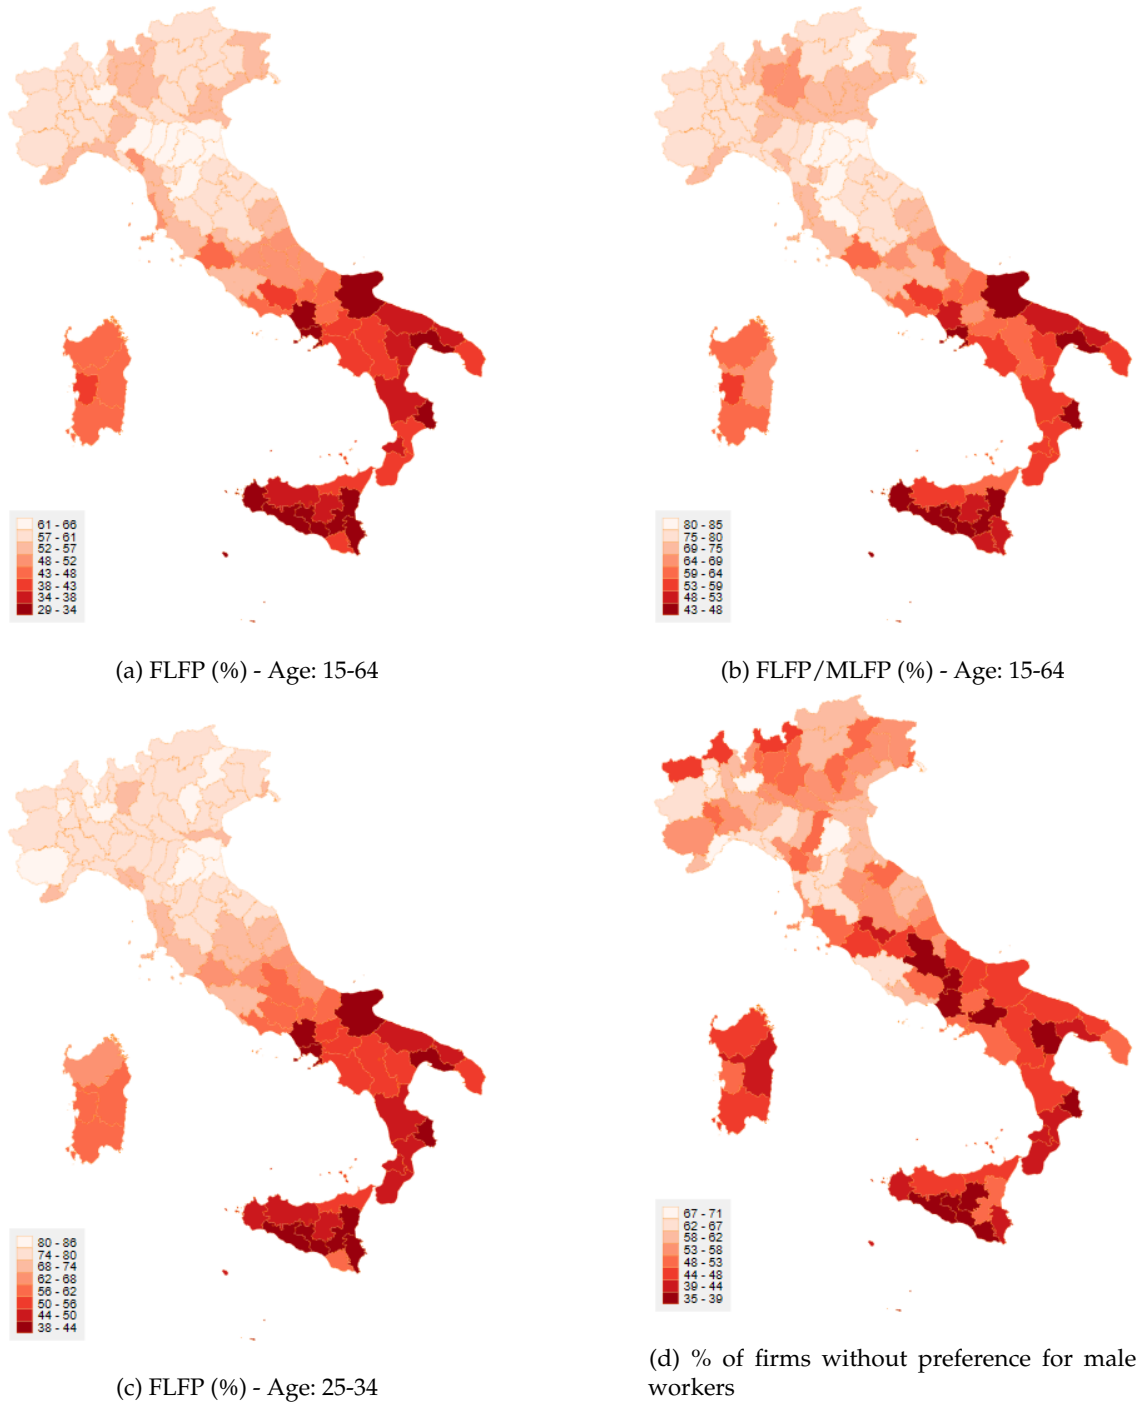 61 - 66
57 - 61
52 - 57
48 - 52
43 - 48
38 - 43
34 - 38
29 - 34
80 - 85
75 - 80
69 - 75
64 - 69
59 - 64
53 - 59
48 - 53
43 - 48
(a) FLFP (%) - Age: 15-64
(b) FLFP/MLFP (%) - Age: 15-64
80 - 86
74 - 80
68 - 74
62 - 68
56 - 62
50 - 56
44 - 50
38 - 44
67 - 71
62 - 67
58 - 62
53 - 58
48 - 53
44 - 48
39 - 44
35 - 39
(c) FLFP (%) - Age: 25-34
(d) % of firms without preference for male
workers